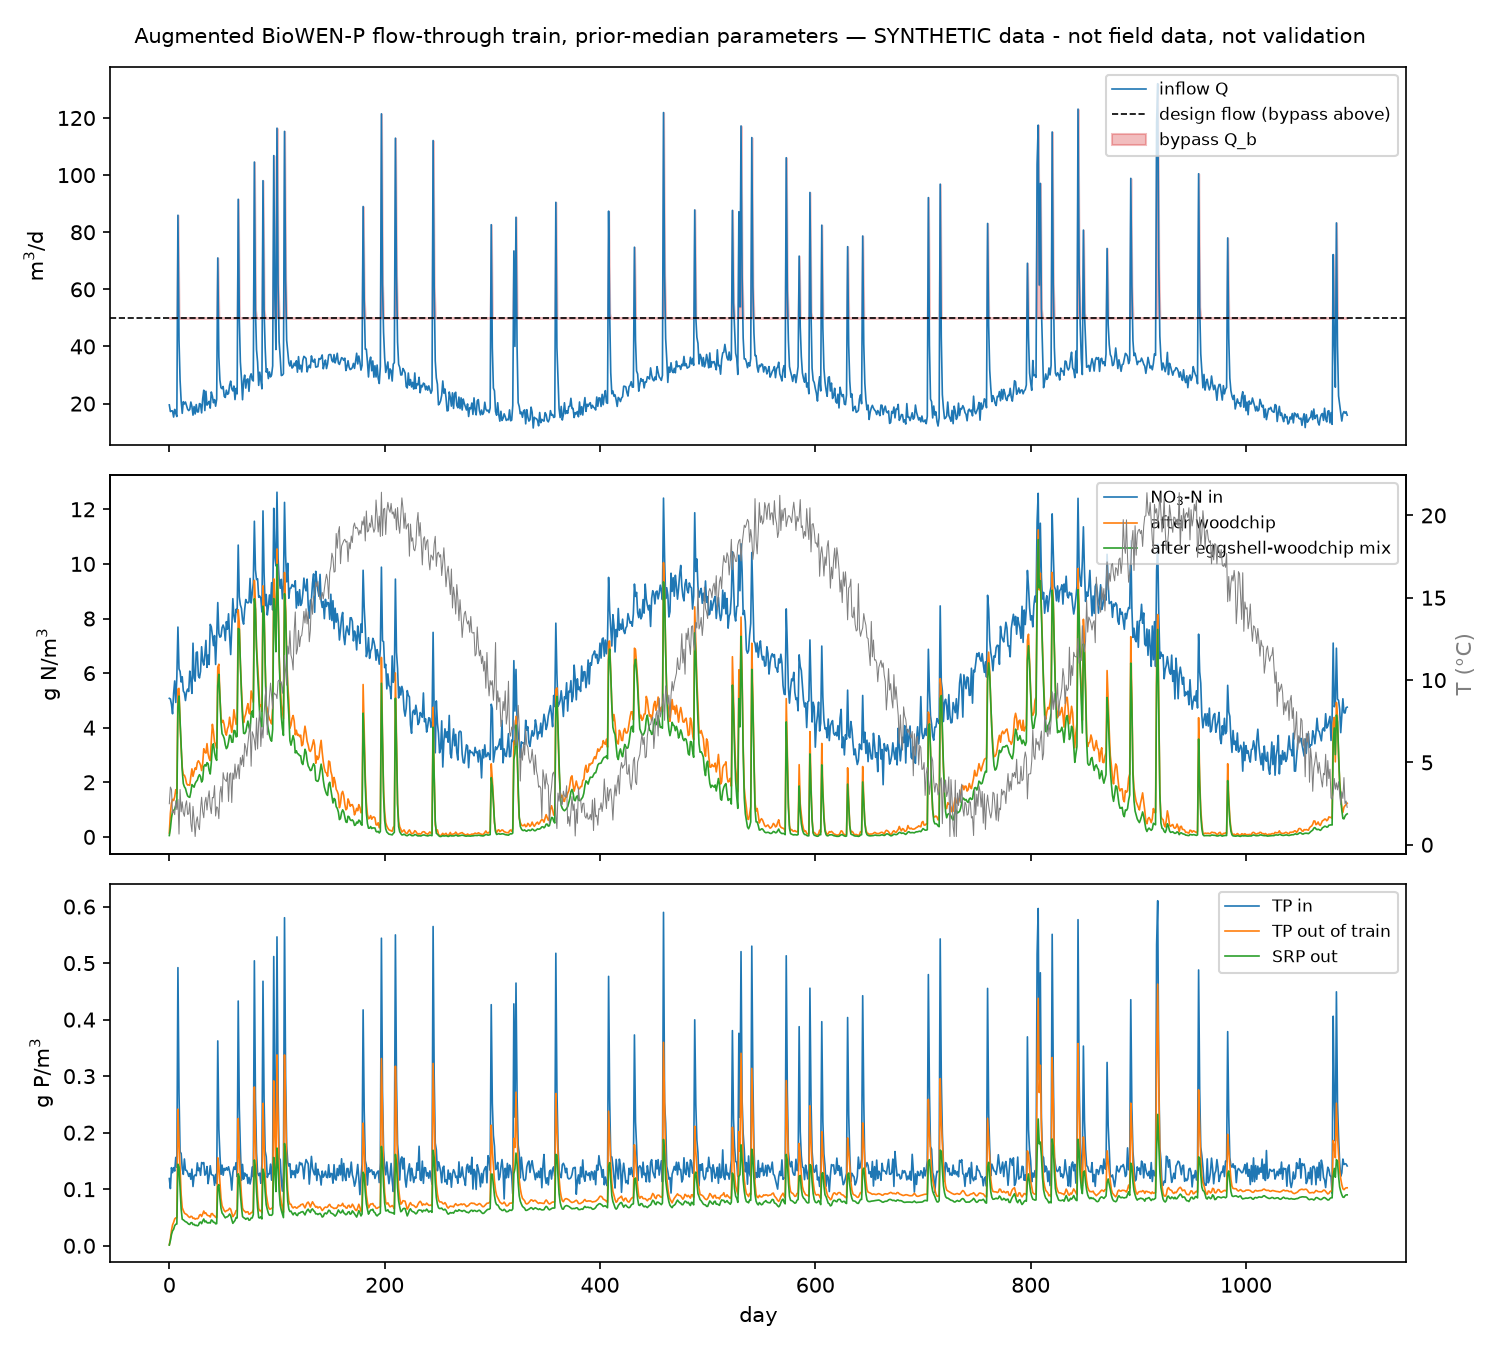 Augmented BioWEN-P flow-through train, prior-median parameters — SYNTHETIC data - not field data, not validation
m³/d
120
100
80
60
40
20
inflow Q
design flow (bypass above)
bypass Q_b
g N/m³
12
10
8
6
4
2
0
NO₃-N in
after woodchip
after eggshell-woodchip mix
20
15
10
5
0
T (°C)
g P/m³
0.6
0.5
0.4
0.3
0.2
0.1
0.0
TP in
TP out of train
SRP out
0 200 400 600 800 1000
day